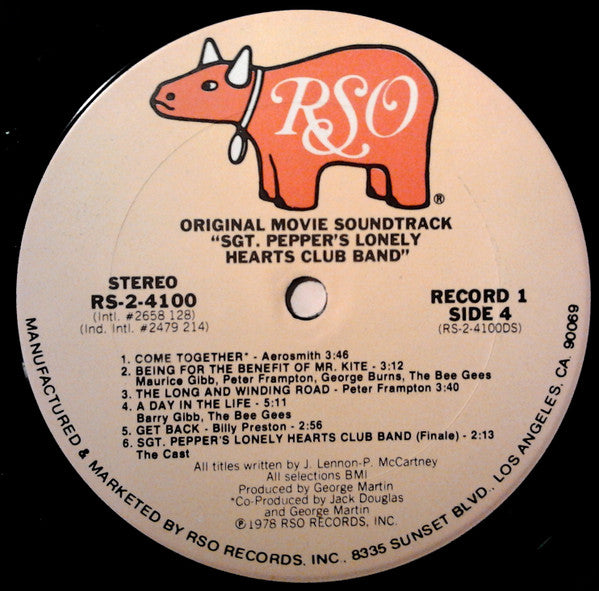 RSO
®
ORIGINAL MOVIE SOUNDTRACK
"SGT. PEPPER'S LONELY
HEARTS CLUB BAND"
STEREO
RS-2-4100
(Intl. #2658 128)
(Ind. Intl. #2479 214)
RECORD 1
SIDE 4
(RS-2-4100DS)
1. COME TOGETHER* - Aerosmith 3:46
2. BEING FOR THE BENEFIT OF MR. KITE - 3:12
Maurice Gibb, Peter Frampton, George Burns, The Bee Gees
3. THE LONG AND WINDING ROAD - Peter Frampton 3:40
4. A DAY IN THE LIFE - 5:11
Barry Gibb, The Bee Gees
5. GET BACK - Billy Preston - 2:56
6. SGT. PEPPER'S LONELY HEARTS CLUB BAND (Finale) - 2:13
The Cast
All titles written by J. Lennon-P. McCartney
All selections BMI
Produced by George Martin
*Co-Produced by Jack Douglas
and George Martin
℗1978 RSO RECORDS, INC.
MANUFACTURED & MARKETED BY RSO RECORDS, INC., 8335 SUNSET BLVD., LOS ANGELES, CA. 90069